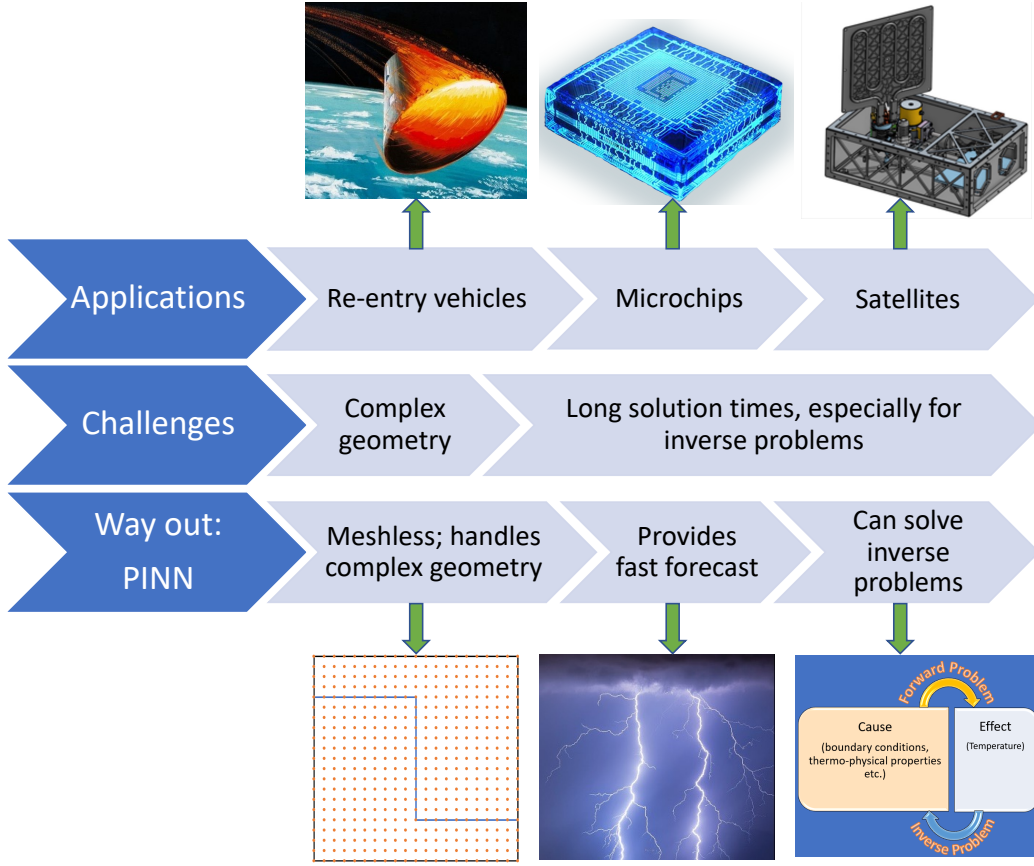 Applications
Re-entry vehicles
Microchips
Satellites
Challenges
Complex
geometry
Long solution times, especially for
inverse problems
Way out:
PINN
Meshless; handles
complex geometry
Provides
fast forecast
Can solve
inverse
problems
Forward Problem
Cause
(boundary conditions,
thermo-physical properties
etc.)
Effect
(Temperature)
Inverse Problem